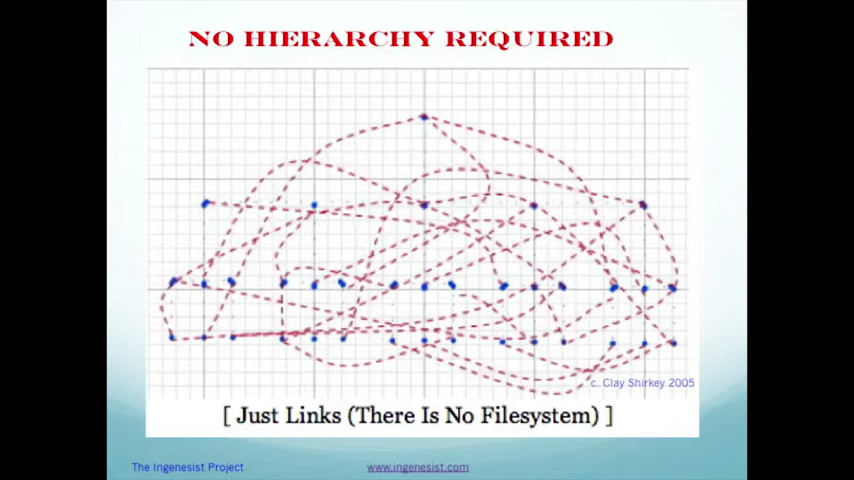 NO HIERARCHY REQUIRED
c. Clay Shirkey 2005
[ Just Links (There Is No Filesystem) ]
The Ingenesist Project
www.ingenesist.com